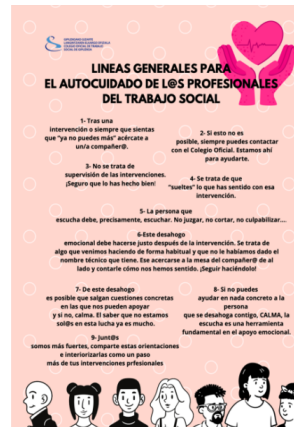 LINEAS GENERALES PARA
EL AUTOCUIDADO DE L@S PROFESIONALES
DEL TRABAJO SOCIAL
1- Tras una
intervención o siempre que sientas
que "ya no puedes más" acércate a
un/a compañer@.
2- Si esto no es
posible, siempre puedes contactar
con el Colegio Oficial. Estamos ahí
para ayudarte.
3- No se trata de
supervisión de las intervenciones.
¡Seguro que lo has hecho bien!
4- Se trata de que
"sueltes" lo que has sentido con esa
intervención.
5- La persona que
escucha debe, precisamente, escuchar. No juzgar, no cortar, no culpabilizar...
6-Este desahogo
emocional debe hacerse justo después de la intervención. Se trata de
algo que venimos haciendo de forma habitual y que no le habíamos dado el
nombre técnico que tiene. Ese acercarse a la mesa del compañer@ de al
lado y contarle cómo nos hemos sentido. ¡Seguir haciéndolo!
7- De este desahogo
es posible que salgan cuestiones concretas
en las que nos pueden apoyar
y si no, calma. El saber que no estamos
sol@s en esta lucha ya es mucho.
8- Si no puedes
ayudar en nada concreto a la
persona
que se desahoga contigo, CALMA, la
escucha es una herramienta
fundamental en el apoyo emocional.
9- Junt@s
somos más fuertes, comparte estas orientaciones
e interiorizarlas como un paso
más de tus intervenciones prfesionales